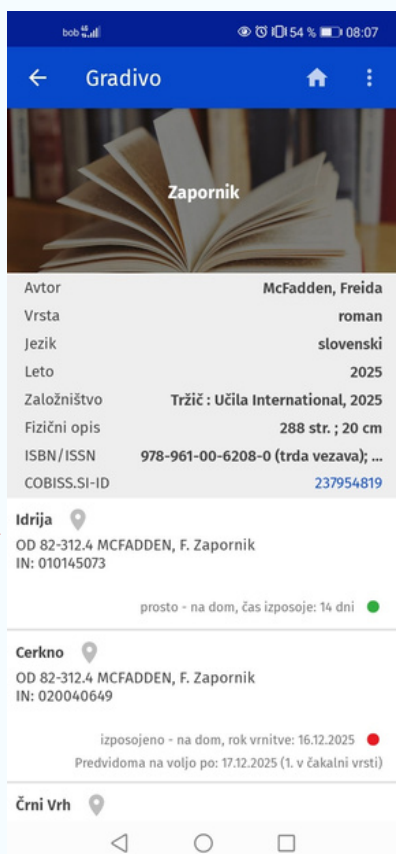 bob 54 % 08:07
Gradivo
Zapornik
Avtor McFadden, Freida
Vrsta roman
Jezik slovenski
Leto 2025
Založništvo Tržič : Učila International, 2025
Fizični opis 288 str. ; 20 cm
ISBN/ISSN 978-961-00-6208-0 (trda vezava); ...
COBISS.SI-ID 237954819
Idrija
OD 82-312.4 MCFADDEN, F. Zapornik
IN: 010145073
prosto - na dom, čas izposoje: 14 dni
Cerkno
OD 82-312.4 MCFADDEN, F. Zapornik
IN: 020040649
izposojeno - na dom, rok vrnitve: 16.12.2025
Predvidoma na voljo po: 17.12.2025 (1. v čakalni vrsti)
Črni Vrh